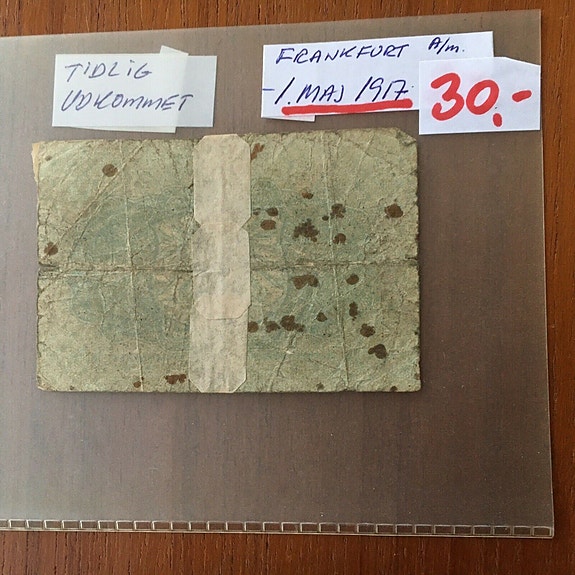 TIDLIG
UDKOMMET
FRANKFURT A/m.
-1. MAJ 1917
30,-